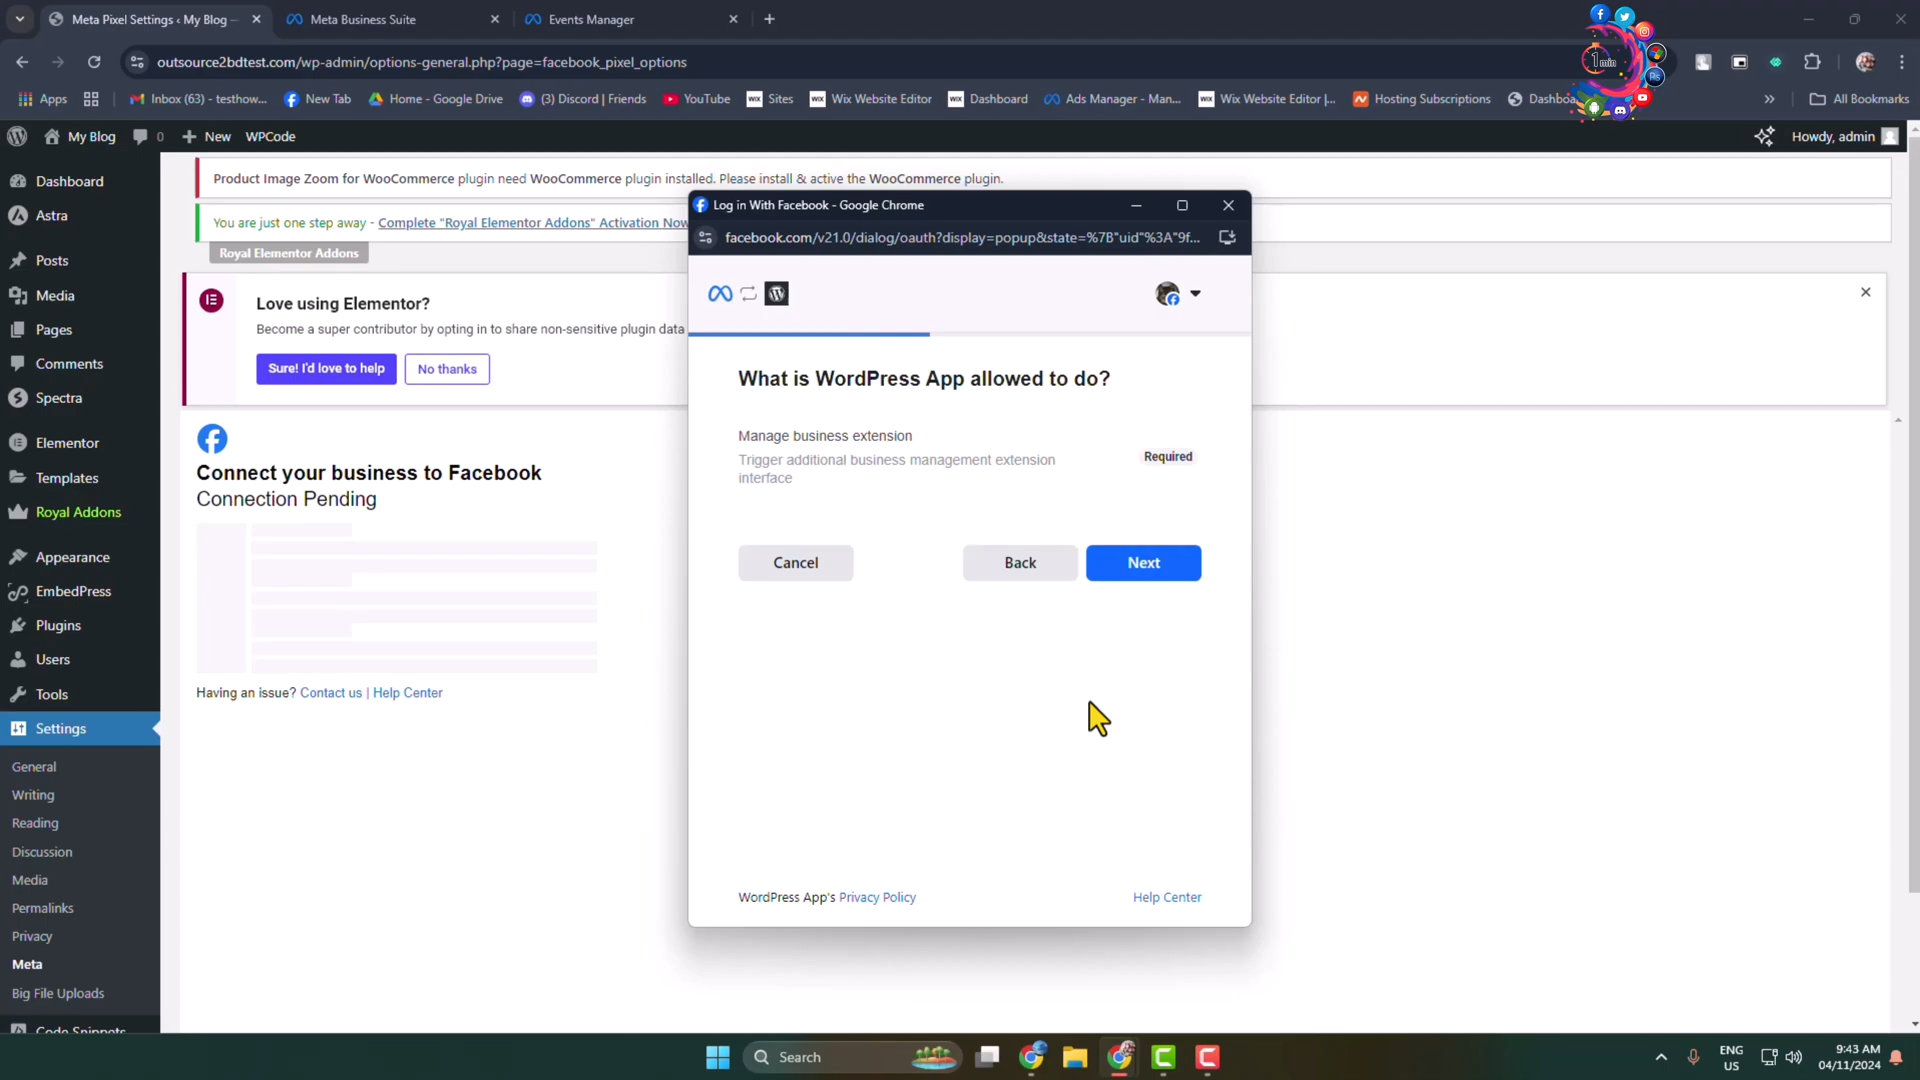 Meta Pixel Settings ‹ My Blog —
Meta Business Suite
Events Manager
outsource2bdtest.com/wp-admin/options-general.php?page=facebook_pixel_options
1min
Ps
Apps
Inbox (63) - testhow...
New Tab
Home - Google Drive
(3) Discord | Friends
YouTube
WIX Sites
WIX Wix Website Editor
WIX Dashboard
Ads Manager - Man...
WIX Wix Website Editor |...
Hosting Subscriptions
All Bookmarks
My Blog
0
New
WPCode
Howdy, admin
Dashboard
Astra
Posts
Media
Pages
Comments
Spectra
Elementor
Templates
Royal Addons
Appearance
EmbedPress
Plugins
Users
Tools
Settings
General
Writing
Reading
Discussion
Media
Permalinks
Privacy
Meta
Big File Uploads
Code Snippets
Product Image Zoom for WooCommerce plugin need WooCommerce plugin installed. Please install & active the WooCommerce plugin.
You are just one step away - Complete "Royal Elementor Addons" Activation Now
Royal Elementor Addons
Love using Elementor?
Become a super contributor by opting in to share non-sensitive plugin data
Sure! I'd love to help
No thanks
Connect your business to Facebook
Connection Pending
Having an issue? Contact us | Help Center
Log in With Facebook - Google Chrome
facebook.com/v21.0/dialog/oauth?display=popup&state=%7B"uid"%3A"9f...
What is WordPress App allowed to do?
Manage business extension
Trigger additional business management extension
interface
Required
Cancel
Back
Next
WordPress App's Privacy Policy
Help Center
Search
ENG
US
9:43 AM
04/11/2024